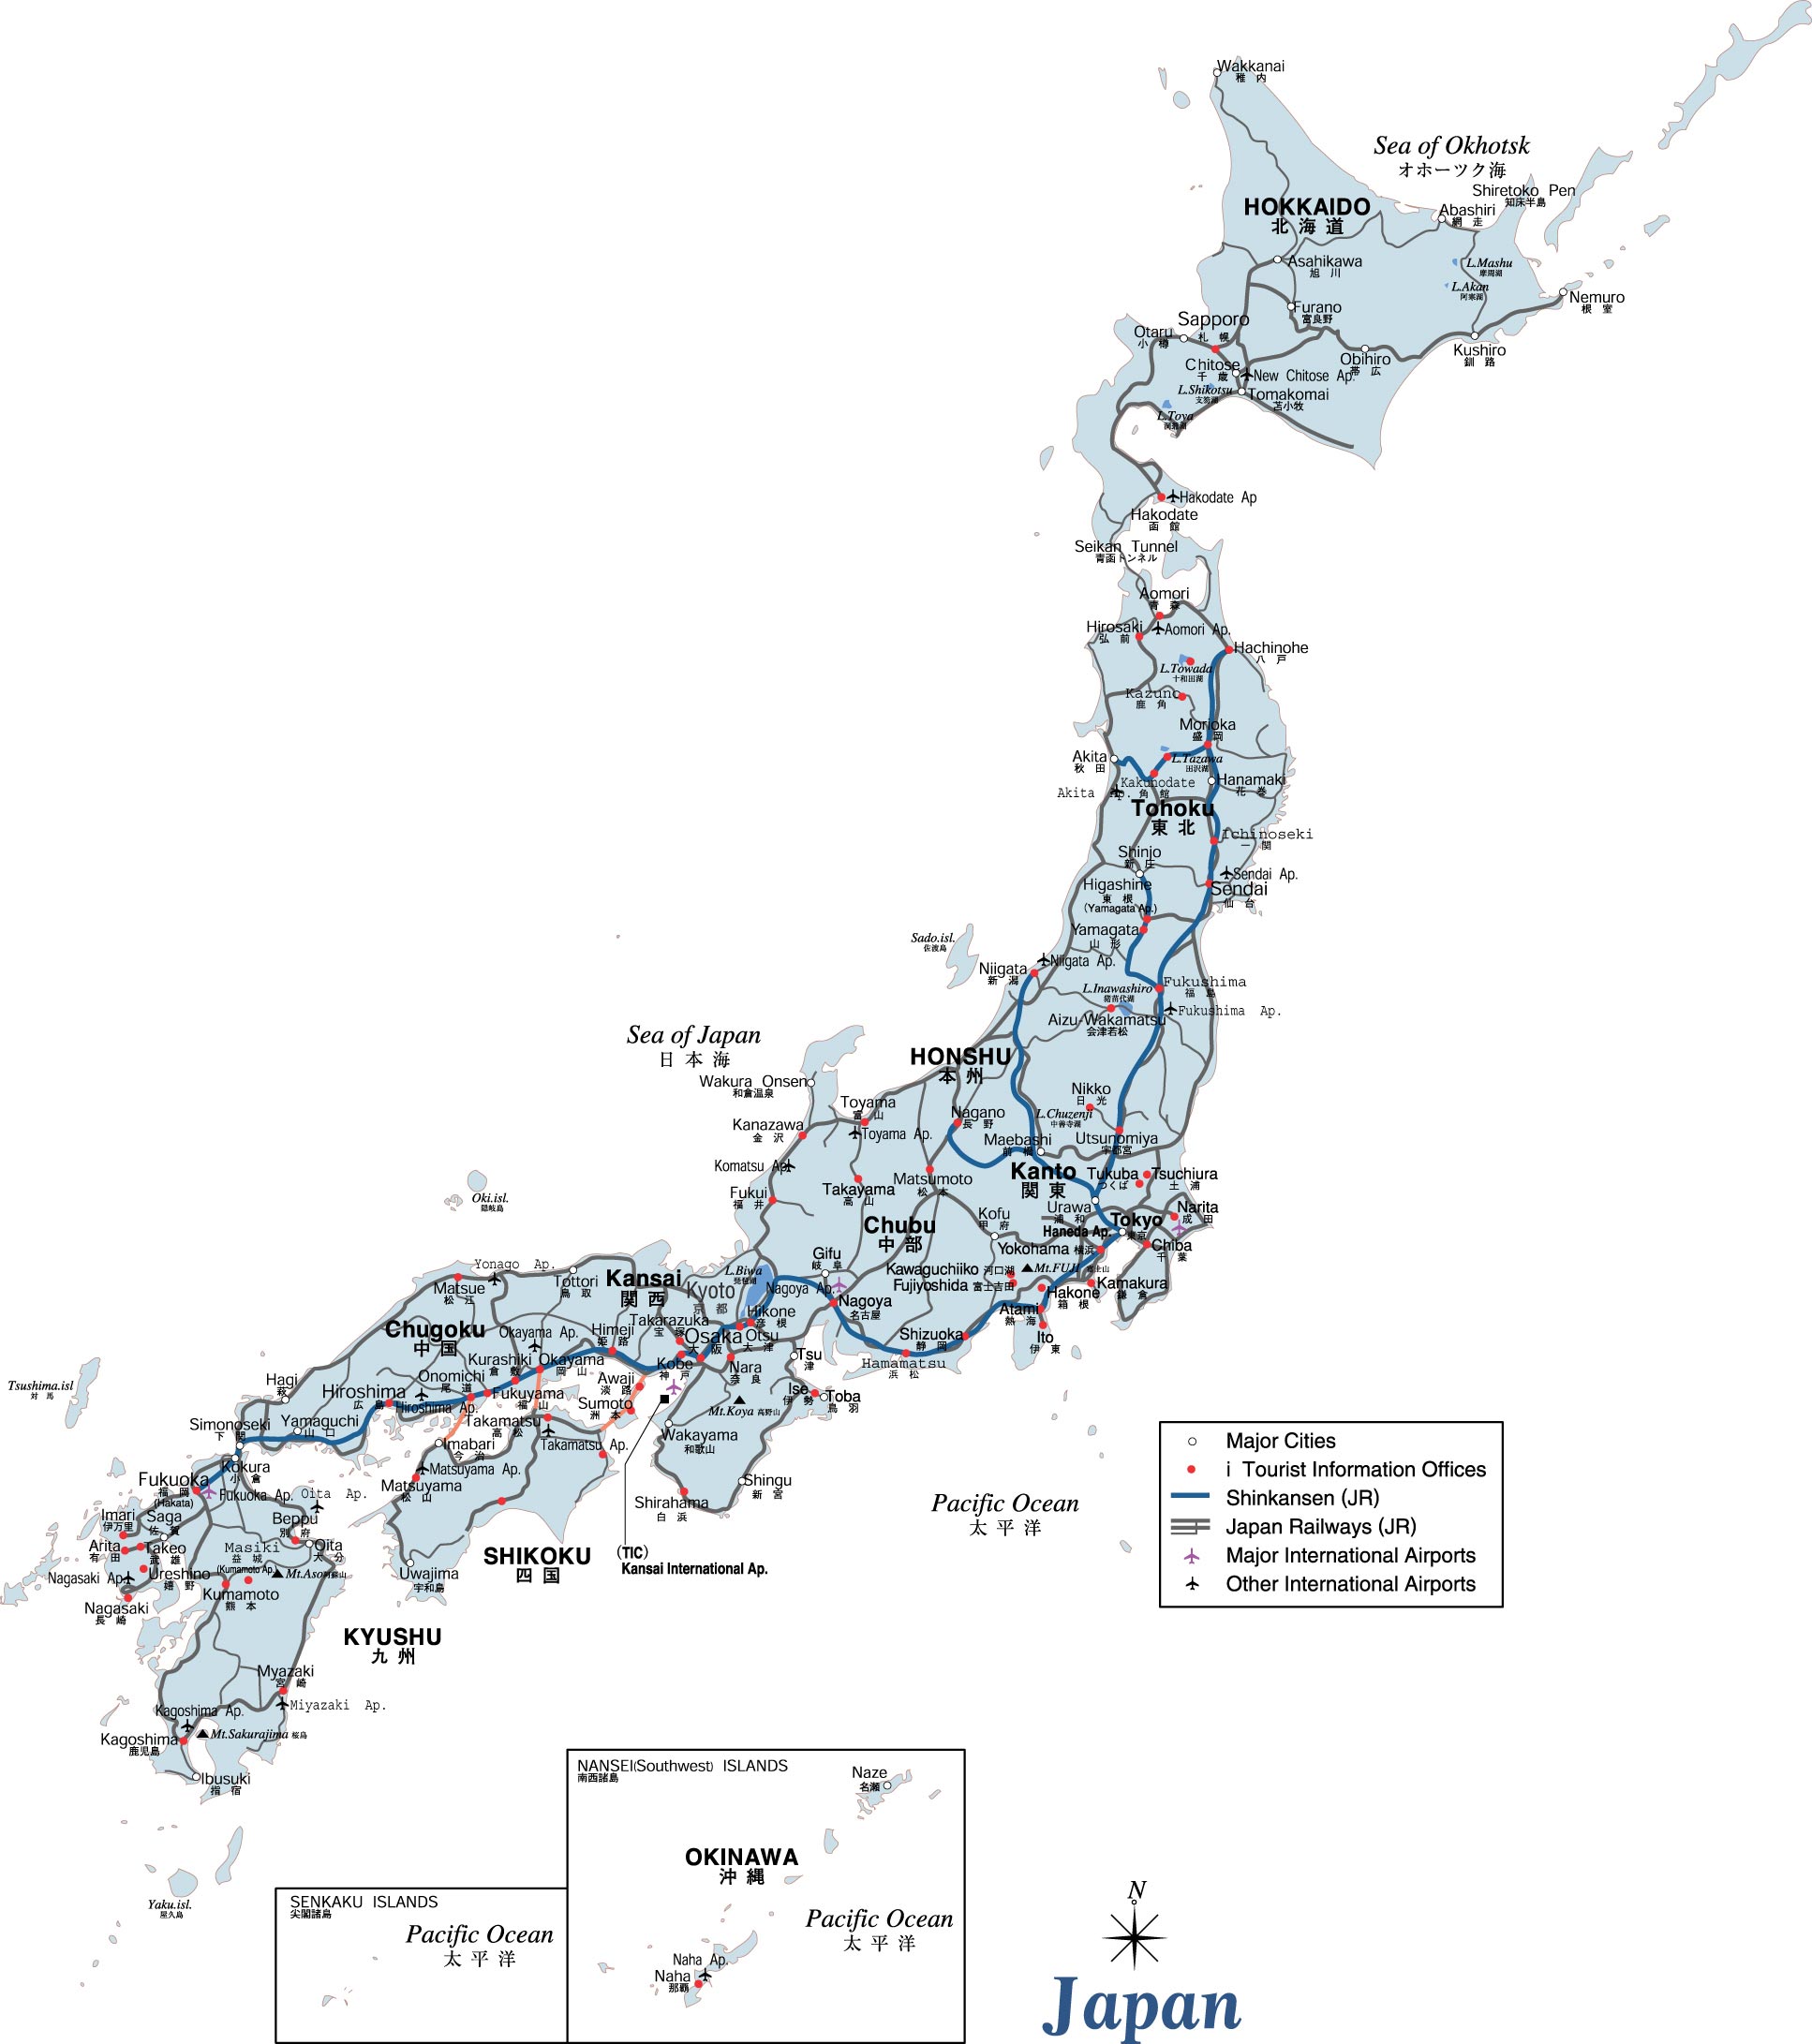 Wakkanai
稚 内
Sea of Okhotsk
オホーツク海
Shiretoko Pen
知床半島
HOKKAIDO
北 海 道
Abashiri
網 走
Asahikawa
旭 川
L.Mashu
摩周湖
L.Akan
阿寒湖
Nemuro
根 室
Furano
富良野
Sapporo
札 幌
Otaru
小 樽
Kushiro
釧 路
Obihiro
帯 広
Chitose
千 歳
New Chitose Ap.
L.Shikotsu
支笏湖
Tomakomai
苫小牧
L.Toya
Hakodate Ap
Hakodate
函 館
Seikan Tunnel
青函トンネル
Aomori
青 森
Hirosaki
弘 前
Aomori Ap.
Hachinohe
八 戸
L.Towada
十和田湖
Kazuno
鹿 角
Morioka
盛 岡
Akita
秋 田
L.Tazawa
田沢湖
Kakunodate
角 館
Akita Ap.
Hanamaki
花 巻
Tohoku
東 北
Ichinoseki
一 関
Shinjo
新 庄
Sendai Ap.
Sendai
仙 台
Higashine
東 根
(Yamagata Ap.)
Yamagata
山 形
Sado.isl.
佐渡島
Niigata Ap.
Niigata
新 潟
Fukushima
福 島
L.Inawashiro
猪苗代湖
Fukushima Ap.
Aizu-Wakamatsu
会津若松
Sea of Japan
日 本 海
HONSHU
本 州
Wakura Onsen
和倉温泉
Nikko
日 光
Toyama
富 山
Nagano
長 野
L.Chuzenji
中善寺湖
Kanazawa
金 沢
Toyama Ap.
Maebashi
前 橋
Utsunomiya
宇都宮
Komatsu Ap
Kanto
関 東
Tukuba
つくば
Tsuchiura
土 浦
Matsumoto
松 本
Takayama
高 山
Fukui
福 井
Oki.isl.
隠岐島
Chubu
中 部
Kofu
甲 府
Urawa
浦 和
Haneda Ap.
Tokyo
東京
Narita
成 田
Chiba
千 葉
Yokohama 横浜
Gifu
岐 阜
Kawaguchiiko 河口湖
Mt.FUJI 富士山
Fujiyoshida 富士吉田
Kamakura
鎌 倉
Hakone
箱 根
Yonago Ap.
Matsue
松 江
Tottori
鳥 取
Kansai
関 西
L.Biwa
琵琶湖
Kyoto
京 都
Nagoya Ap.
Nagoya
名古屋
Hikone
彦 根
Atami
熱 海
Ito
伊 東
Shizuoka
静 岡
Hamamatsu
浜 松
Chugoku
中 国
Okayama Ap.
Himeji
姫 路
Takarazuka
宝 塚
Osaka
大 阪
Otsu
大 津
Tsu
津
Kurashiki
倉 敷
Okayama
岡 山
Kobe
神 戸
Nara
奈 良
Tsushima.isl
対 馬
Hagi
萩
Hiroshima
広 島
Hiroshima Ap.
Onomichi
尾 道
Fukuyama
福 山
Awaji
淡 路
Sumoto
洲 本
Mt.Koya 高野山
Ise
伊 勢
Toba
鳥 羽
Simonoseki
下 関
Yamaguchi
山 口
Takamatsu
高 松
Takamatsu Ap.
Wakayama
和歌山
Imabari
今 治
Matsuyama Ap.
Matsuyama
松 山
Kokura
小 倉
Fukuoka
福 岡
(Hakata)
Fukuoka Ap.
Oita Ap.
Shirahama
白 浜
Shingu
新 宮
Imari
伊万里
Saga
佐 賀
Beppu
別 府
Oita
大 分
Arita
有 田
Takeo
武 雄
Masiki
益 城
(Kumamoto Ap.)
Mt.Aso阿蘇山
Nagasaki Ap.
Ureshino
嬉 野
Kumamoto
熊 本
Nagasaki
長 崎
Uwajima
宇和島
SHIKOKU
四 国
(TIC)
Kansai International Ap.
KYUSHU
九 州
Myazaki
宮 崎
Miyazaki Ap.
Kagoshima Ap.
Mt.Sakurajima 桜島
Kagoshima
鹿児島
Ibusuki
指 宿
Yaku.isl.
屋久島
Pacific Ocean
太 平 洋
Major Cities
i Tourist Information Offices
Shinkansen (JR)
Japan Railways (JR)
Major International Airports
Other International Airports
NANSEI(Southwest) ISLANDS
南西諸島
Naze
名瀬
OKINAWA
沖 縄
Pacific Ocean
太 平 洋
Naha Ap.
Naha
那覇
SENKAKU ISLANDS
尖閣諸島
Pacific Ocean
太 平 洋
N
Japan